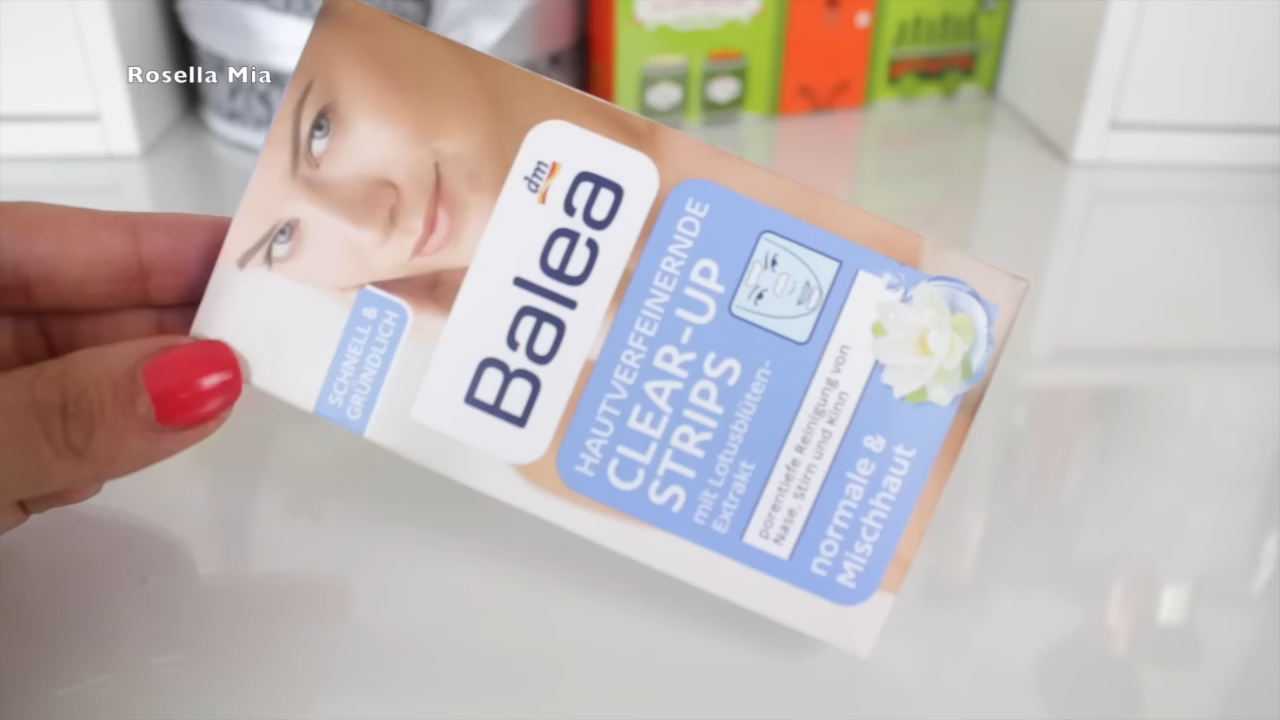 Rosella Mia
SCHNELL &
GRÜNDLICH
dm
Balea
HAUTVERFEINERNDE
CLEAR-UP
STRIPS
mit Lotusblüten-
Extrakt
porentiefe Reinigung von
Nase, Stirn und Kinn
normale &
Mischhaut